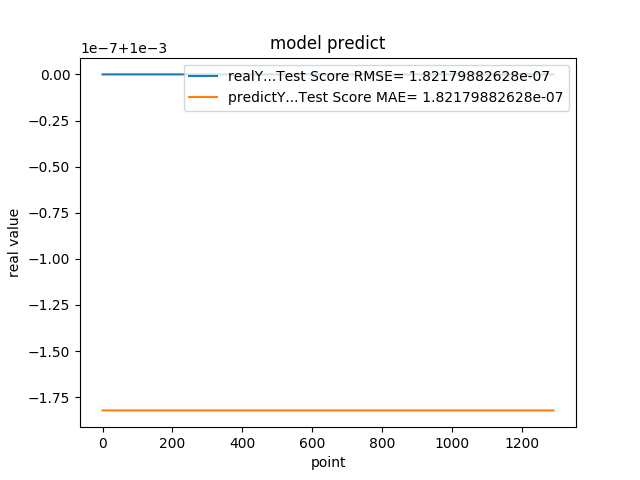 model predict
1e−7+1e−3
realY...Test Score RMSE= 1.82179882628e-07
predictY...Test Score MAE= 1.82179882628e-07
0.00
−0.25
−0.50
−0.75
−1.00
−1.25
−1.50
−1.75
real value
0 200 400 600 800 1000 1200
point